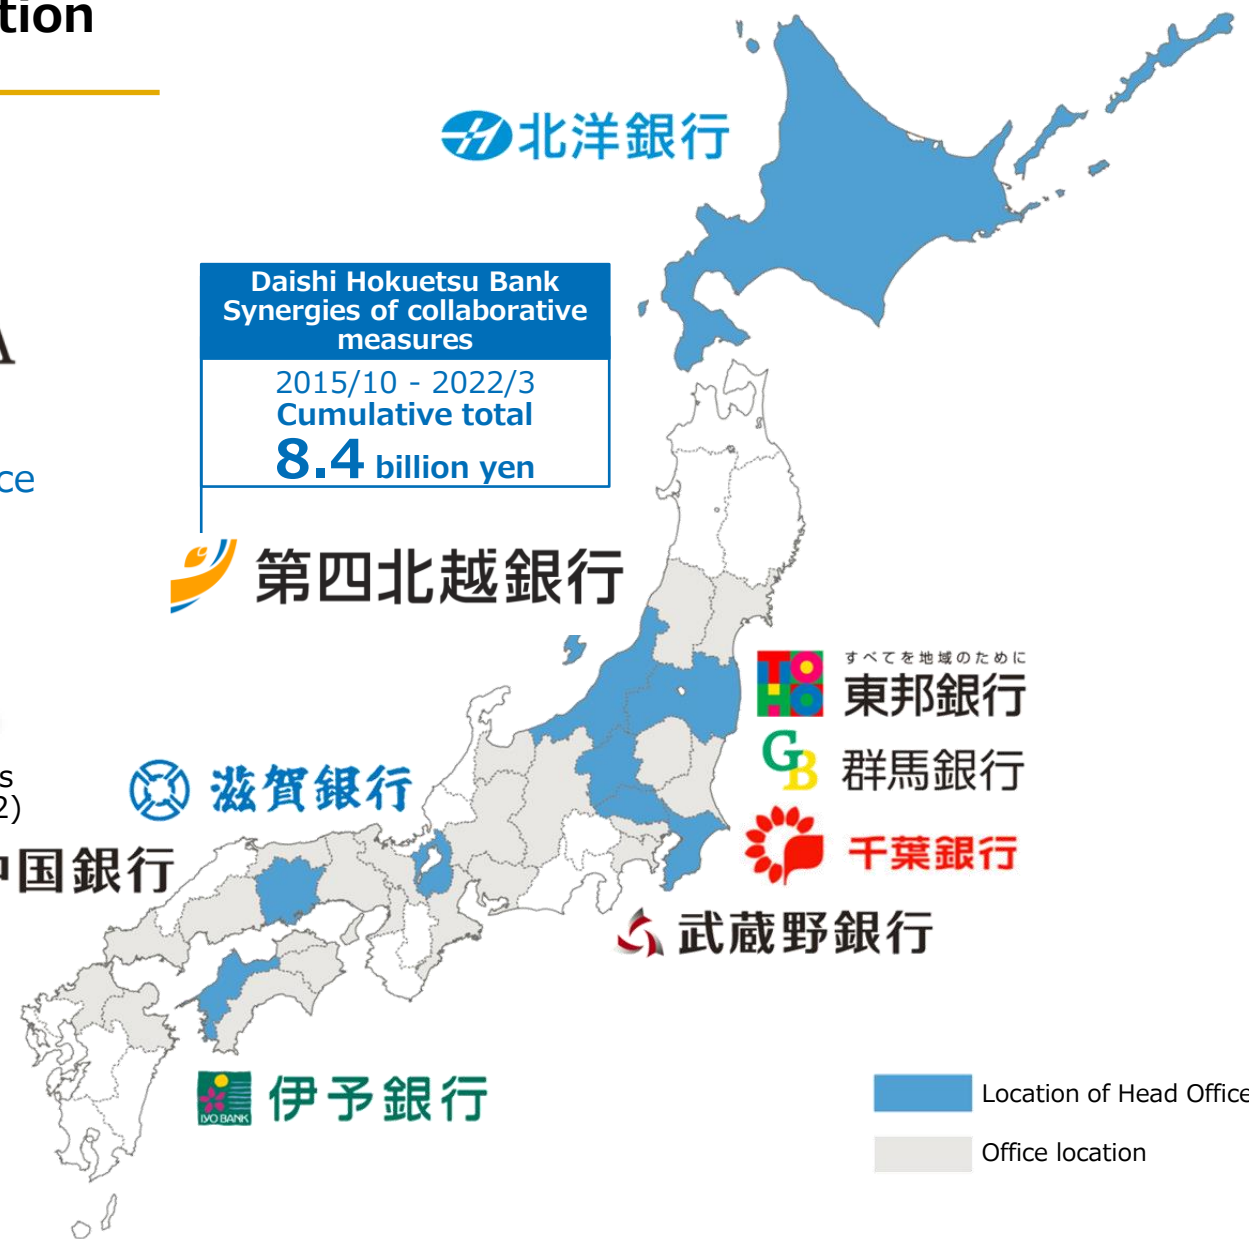 tion
北洋銀行
Daishi Hokuetsu Bank
Synergies of collaborative
measures
2015/10 - 2022/3
Cumulative total
8.4 billion yen
A
ce
第四北越銀行
すべてを地域のために
TOHO
東邦銀行
GB
群馬銀行
滋賀銀行
s
2)
千葉銀行
中国銀行
武蔵野銀行
IYO BANK
伊予銀行
Location of Head Office
Office location